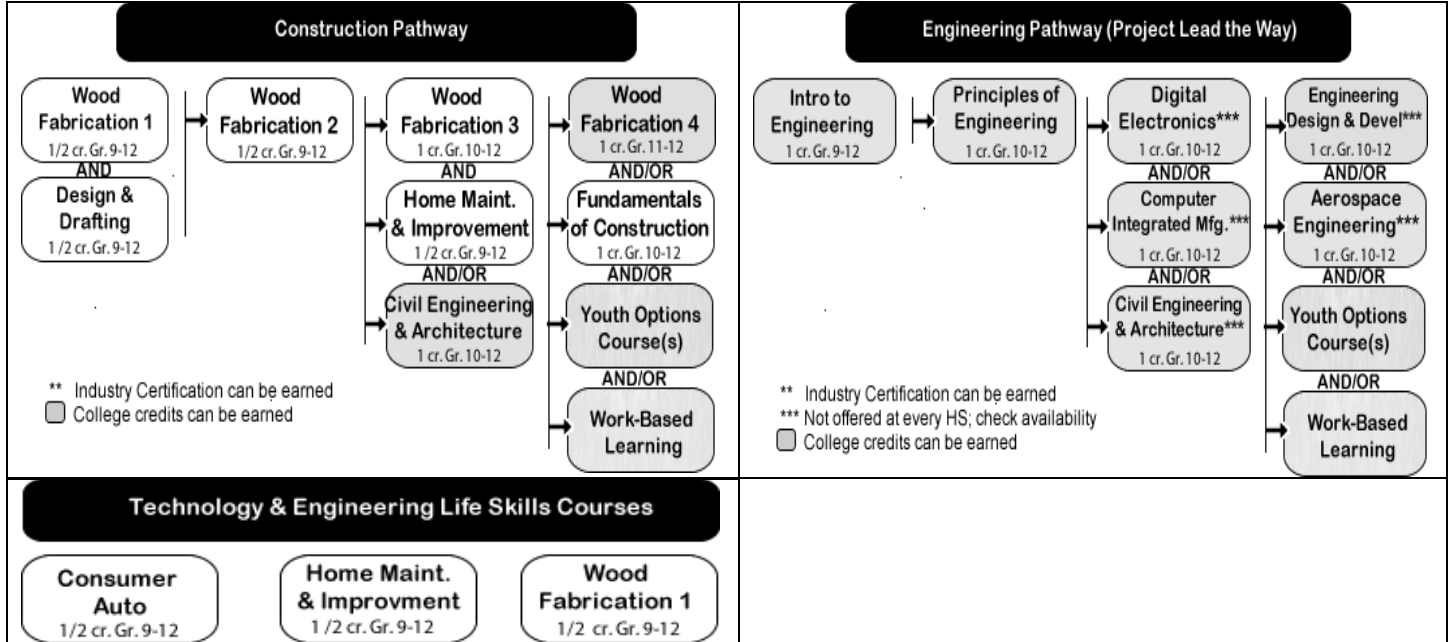 Construction Pathway
Wood
Fabrication 1
1/2 cr. Gr. 9-12
AND
Design &
Drafting
1 /2 cr. Gr. 9-12
Wood
Fabrication 2
1/2 cr. Gr. 9-12
Wood
Fabrication 3
1 cr. Gr. 10-12
AND
Home Maint.
& Improvement
1 /2 cr. Gr. 9-12
AND/OR
Civil Engineering
& Architecture
1 cr. Gr. 10-12
Wood
Fabrication 4
1 cr. Gr. 11-12
AND/OR
Fundamentals
of Construction
1 cr. Gr. 10-12
AND/OR
Youth Options
Course(s)
AND/OR
Work-Based
Learning
** Industry Certification can be earned
College credits can be earned
Engineering Pathway (Project Lead the Way)
Intro to
Engineering
1 cr. Gr. 9-12
Principles of
Engineering
1 cr. Gr. 10-12
Digital
Electronics***
1 cr. Gr. 10-12
AND/OR
Computer
Integrated Mfg.***
1 cr. Gr. 10-12
AND/OR
Civil Engineering
& Architecture***
1 cr. Gr. 10-12
Engineering
Design & Devel***
1 cr. Gr. 10-12
AND/OR
Aerospace
Engineering***
1 cr. Gr. 10-12
AND/OR
Youth Options
Course(s)
AND/OR
Work-Based
Learning
** Industry Certification can be earned
*** Not offered at every HS; check availability
College credits can be earned
Technology & Engineering Life Skills Courses
Consumer
Auto
1/2 cr. Gr. 9-12
Home Maint.
& Improvment
1 /2 cr. Gr. 9-12
Wood
Fabrication 1
1/2 cr. Gr. 9-12